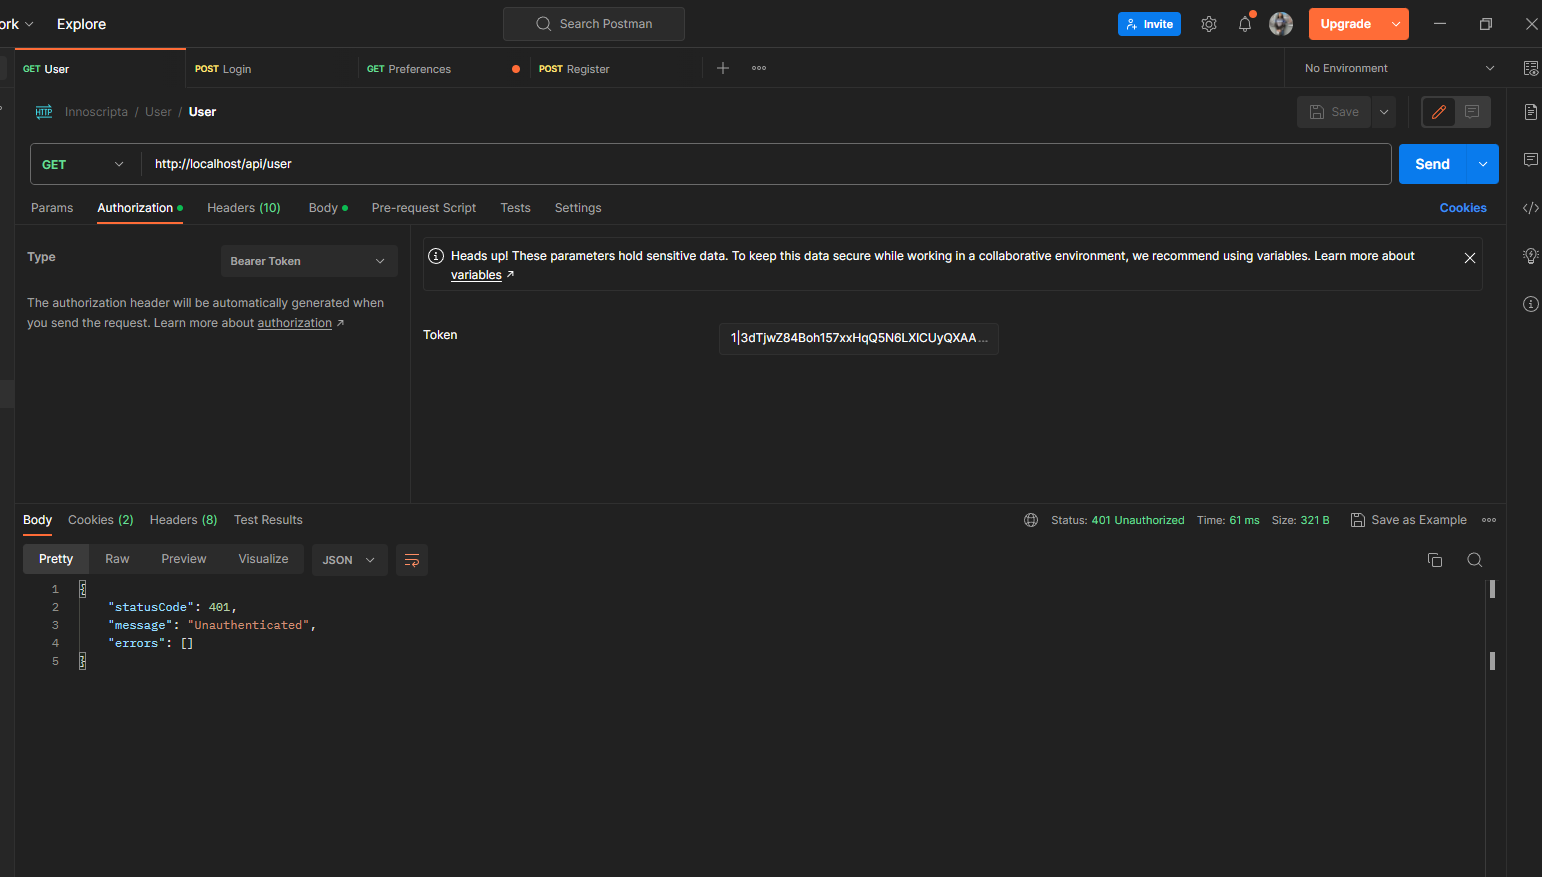 ork
Explore
Search Postman
Invite
Upgrade
GET User
POST Login
GET Preferences
POST Register
No Environment
HTTP
Innoscripta / User / User
Save
GET
http://localhost/api/user
Send
Params
Authorization
Headers (10)
Body
Pre-request Script
Tests
Settings
Cookies
Type
Bearer Token
The authorization header will be automatically generated when
you send the request. Learn more about authorization ↗
Heads up! These parameters hold sensitive data. To keep this data secure while working in a collaborative environment, we recommend using variables. Learn more about
variables ↗
Token
1|3dTjwZ84Boh157xxHqQ5N6LXlCUyQXAA...
Body
Cookies (2)
Headers (8)
Test Results
Status: 401 Unauthorized
Time: 61 ms
Size: 321 B
Save as Example
Pretty
Raw
Preview
Visualize
JSON
1 {
2 "statusCode": 401,
3 "message": "Unauthenticated",
4 "errors": []
5 }